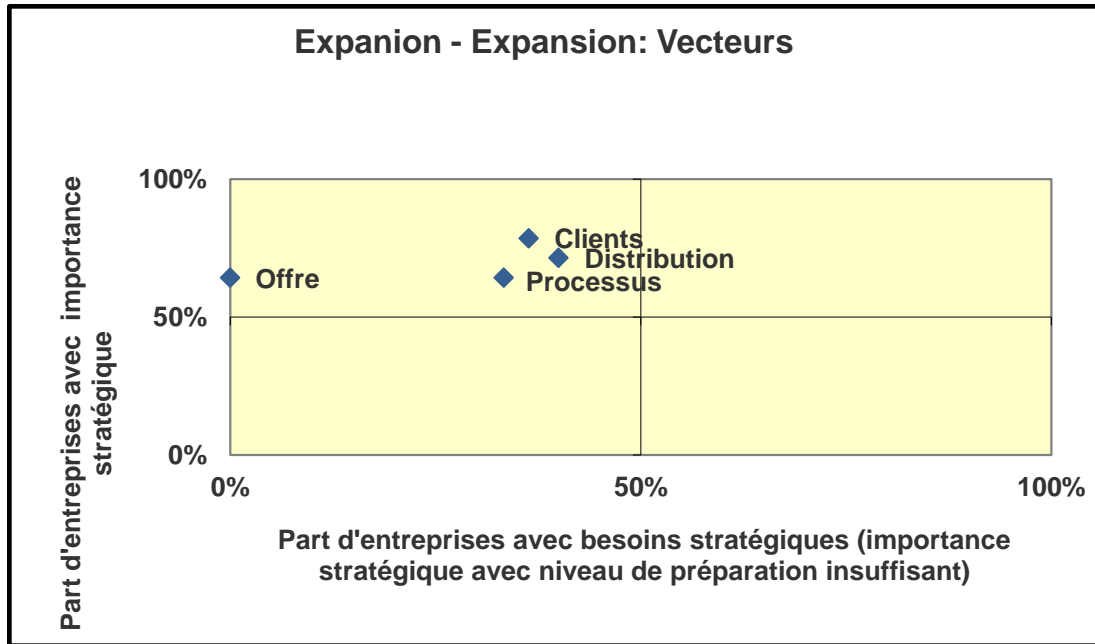 Expanion - Expansion: Vecteurs
Part d'entreprises avec  importance
stratégique
100%
50%
0%
Clients
Distribution
Offre
Processus
0%
50%
100%
Part d'entreprises avec besoins stratégiques (importance
stratégique avec niveau de préparation insuffisant)